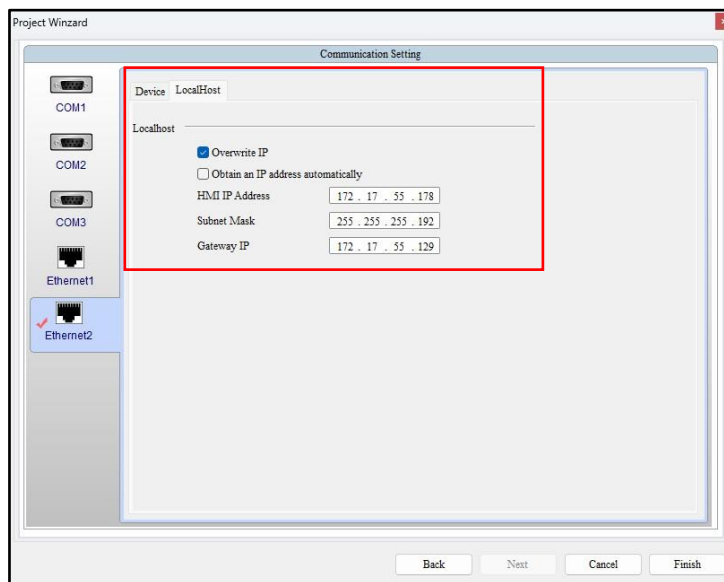 Project Winzard
Communication Setting
COM1
COM2
COM3
Ethernet1
Ethernet2
Device LocalHost
Localhost
Overwrite IP
Obtain an IP address automatically
HMI IP Address 172 . 17 . 55 . 178
Subnet Mask 255 . 255 . 255 . 192
Gateway IP 172 . 17 . 55 . 129
Back Next Cancel Finish